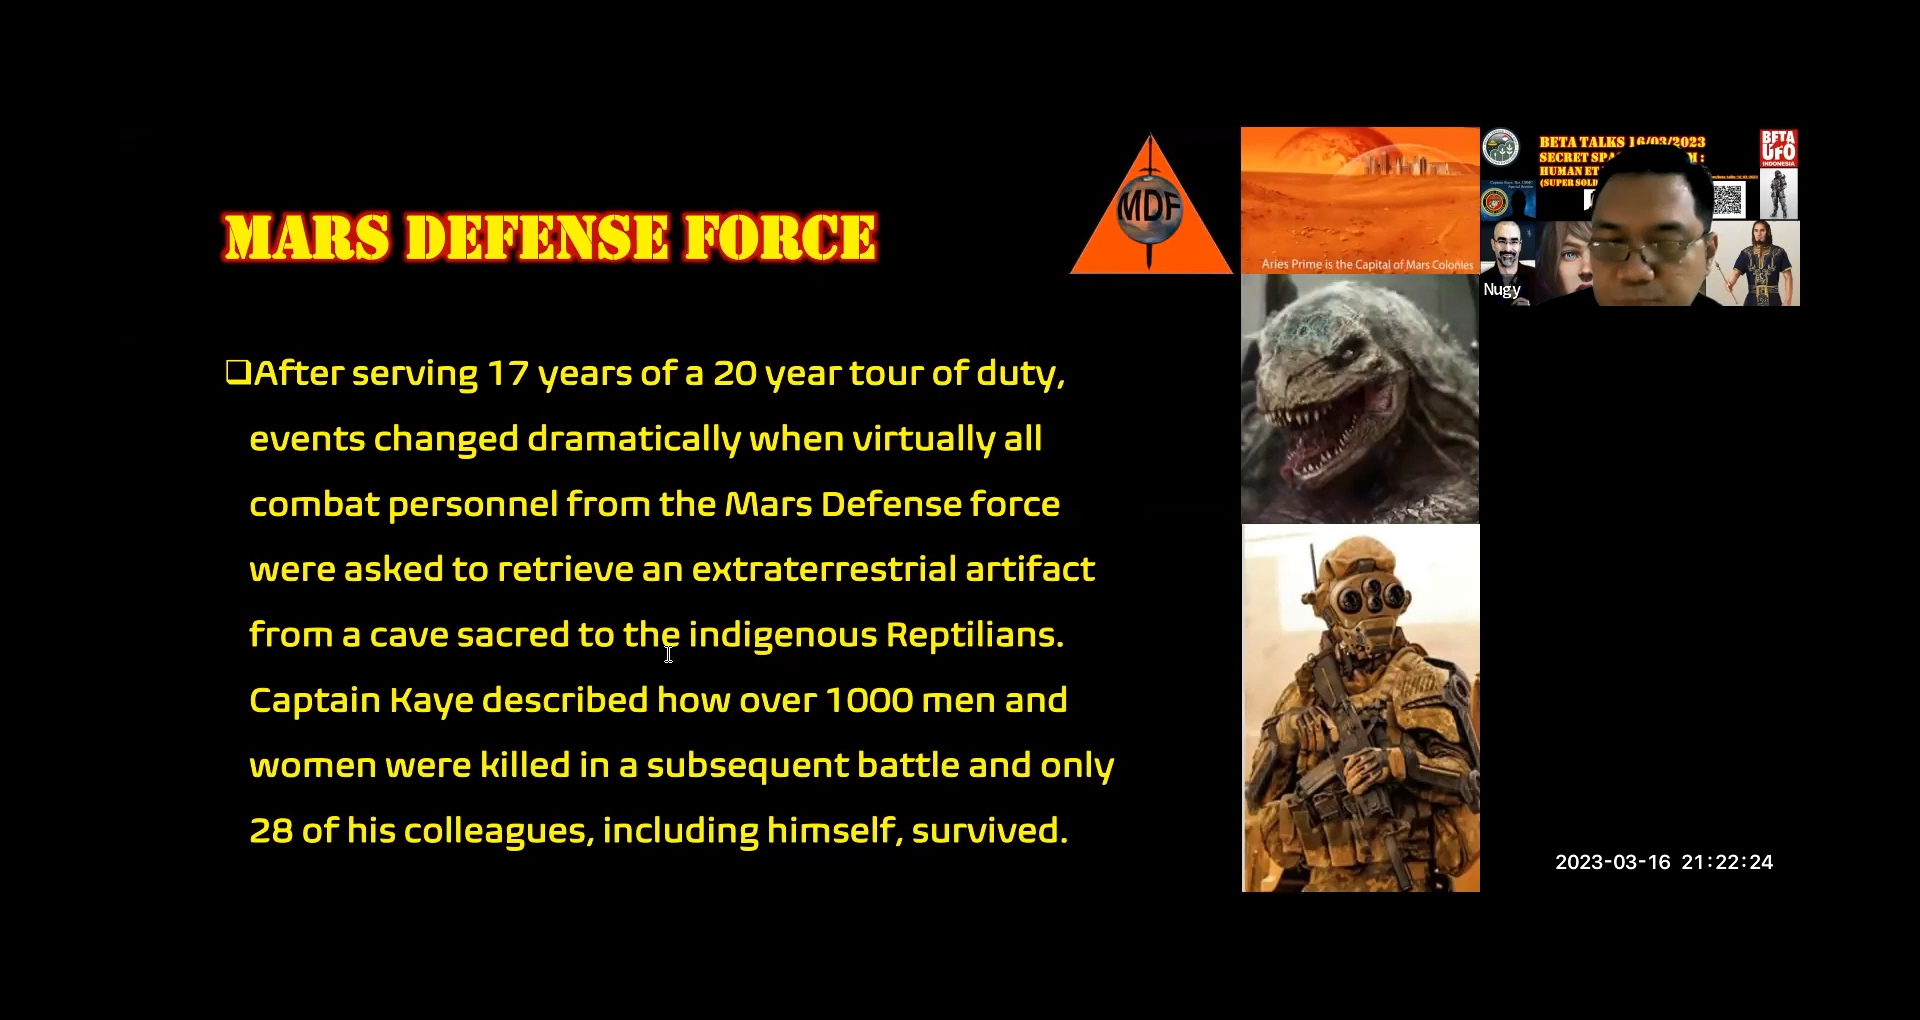 MARS DEFENSE FORCE
❑After serving 17 years of a 20 year tour of duty,
events changed dramatically when virtually all
combat personnel from the Mars Defense force
were asked to retrieve an extraterrestrial artifact
from a cave sacred to the indigenous Reptilians.
Captain Kaye described how over 1000 men and
women were killed in a subsequent battle and only
28 of his colleagues, including himself, survived.
MDF
Aries Prime is the Capital of Mars Colonies
BETA TALKS 16/03/2023
SECRET
HUMAN ET
(SUPER
BETA
UFO
INDONESIA
Nugy
2023-03-16 21:22:24